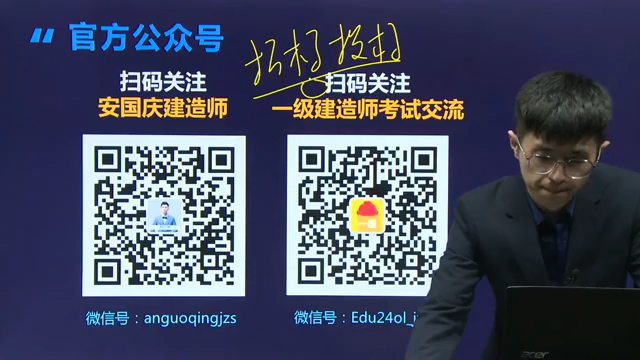 官方公众号
扫码关注
安国庆建造师
扫码关注
一级建造师考试交流
微信号：anguoqingjzs
微信号：Edu24ol_
acer